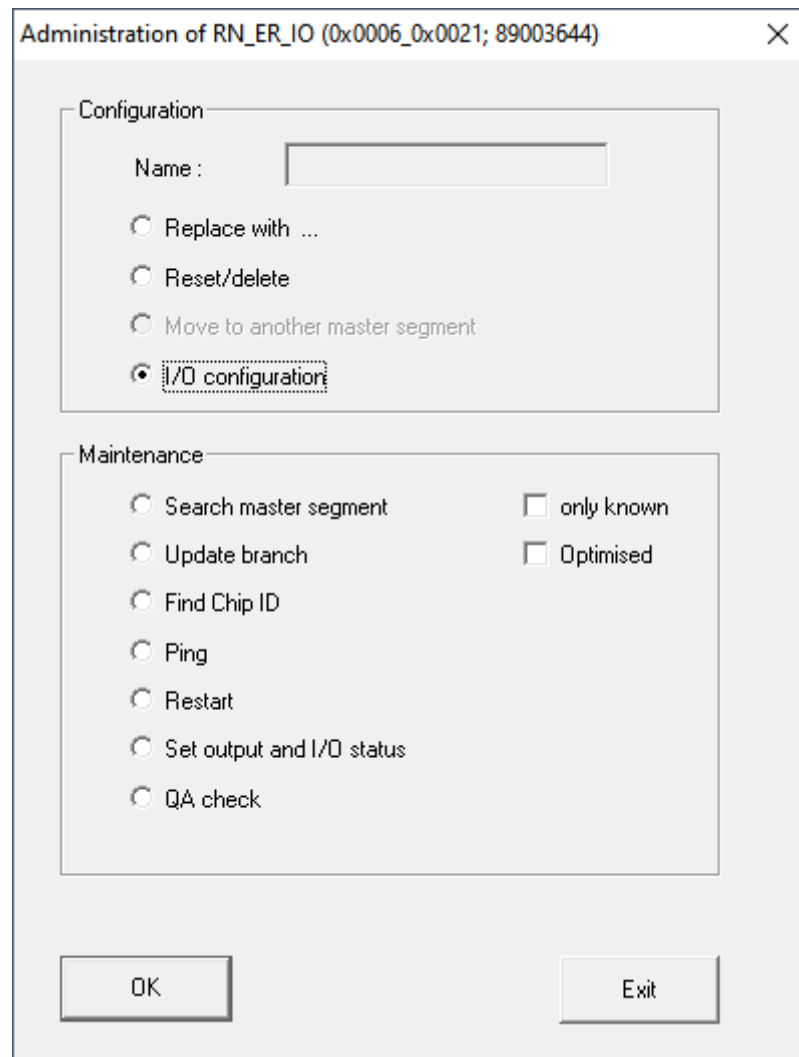 Administration of RN_ER_IO (0x0006_0x0021; 89003644)
Configuration
Name :
Replace with ...
Reset/delete
Move to another master segment
I/O configuration
Maintenance
Search master segment only known
Update branch Optimised
Find Chip ID
Ping
Restart
Set output and I/O status
QA check
OK Exit